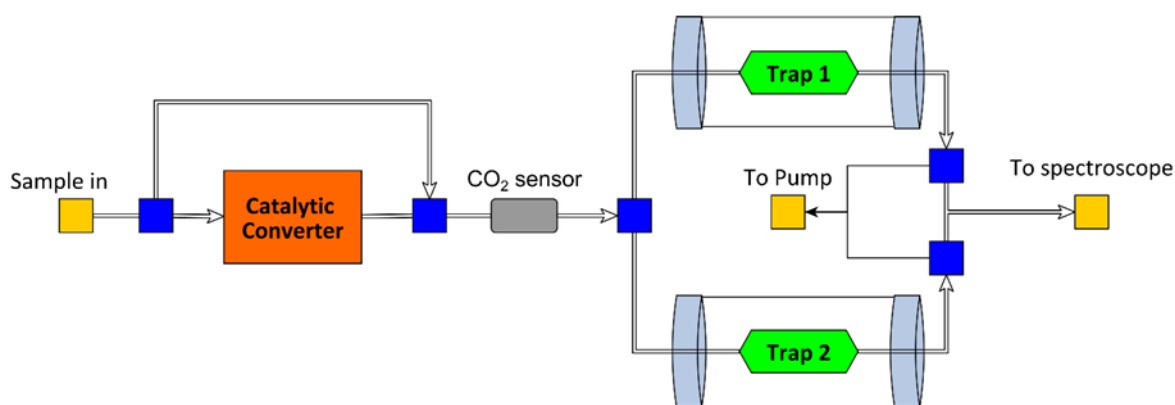 Sample in
Catalytic
Converter
CO₂ sensor
Trap 1
To Pump
To spectroscope
Trap 2